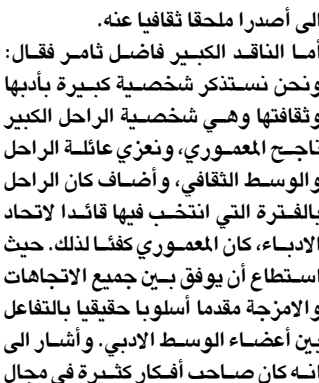 الى أصدرا ملحقا ثقافيا عنه.
أما الناقد الكبير فاضل ثامر فقال:
ونحن نستذكر شخصية كبيرة بأدبها
وثقافتها وهي شخصية الراحل الكبير
ناجح المعموري، ونعزي عائلة الراحل
والوسط الثقافي، وأضاف كان الراحل
بالفترة التي انتخب فيها قائدا لاتحاد
الادباء، كان المعموري كفئا لذلك. حيث
استطاع أن يوفق بين جميع الاتجاهات
والامزجة مقدما أسلوبا حقيقيا بالتفاعل
بين أعضاء الوسط الادبي. وأشار الى
انه كان صاحب أفكار كثيرة في مجال